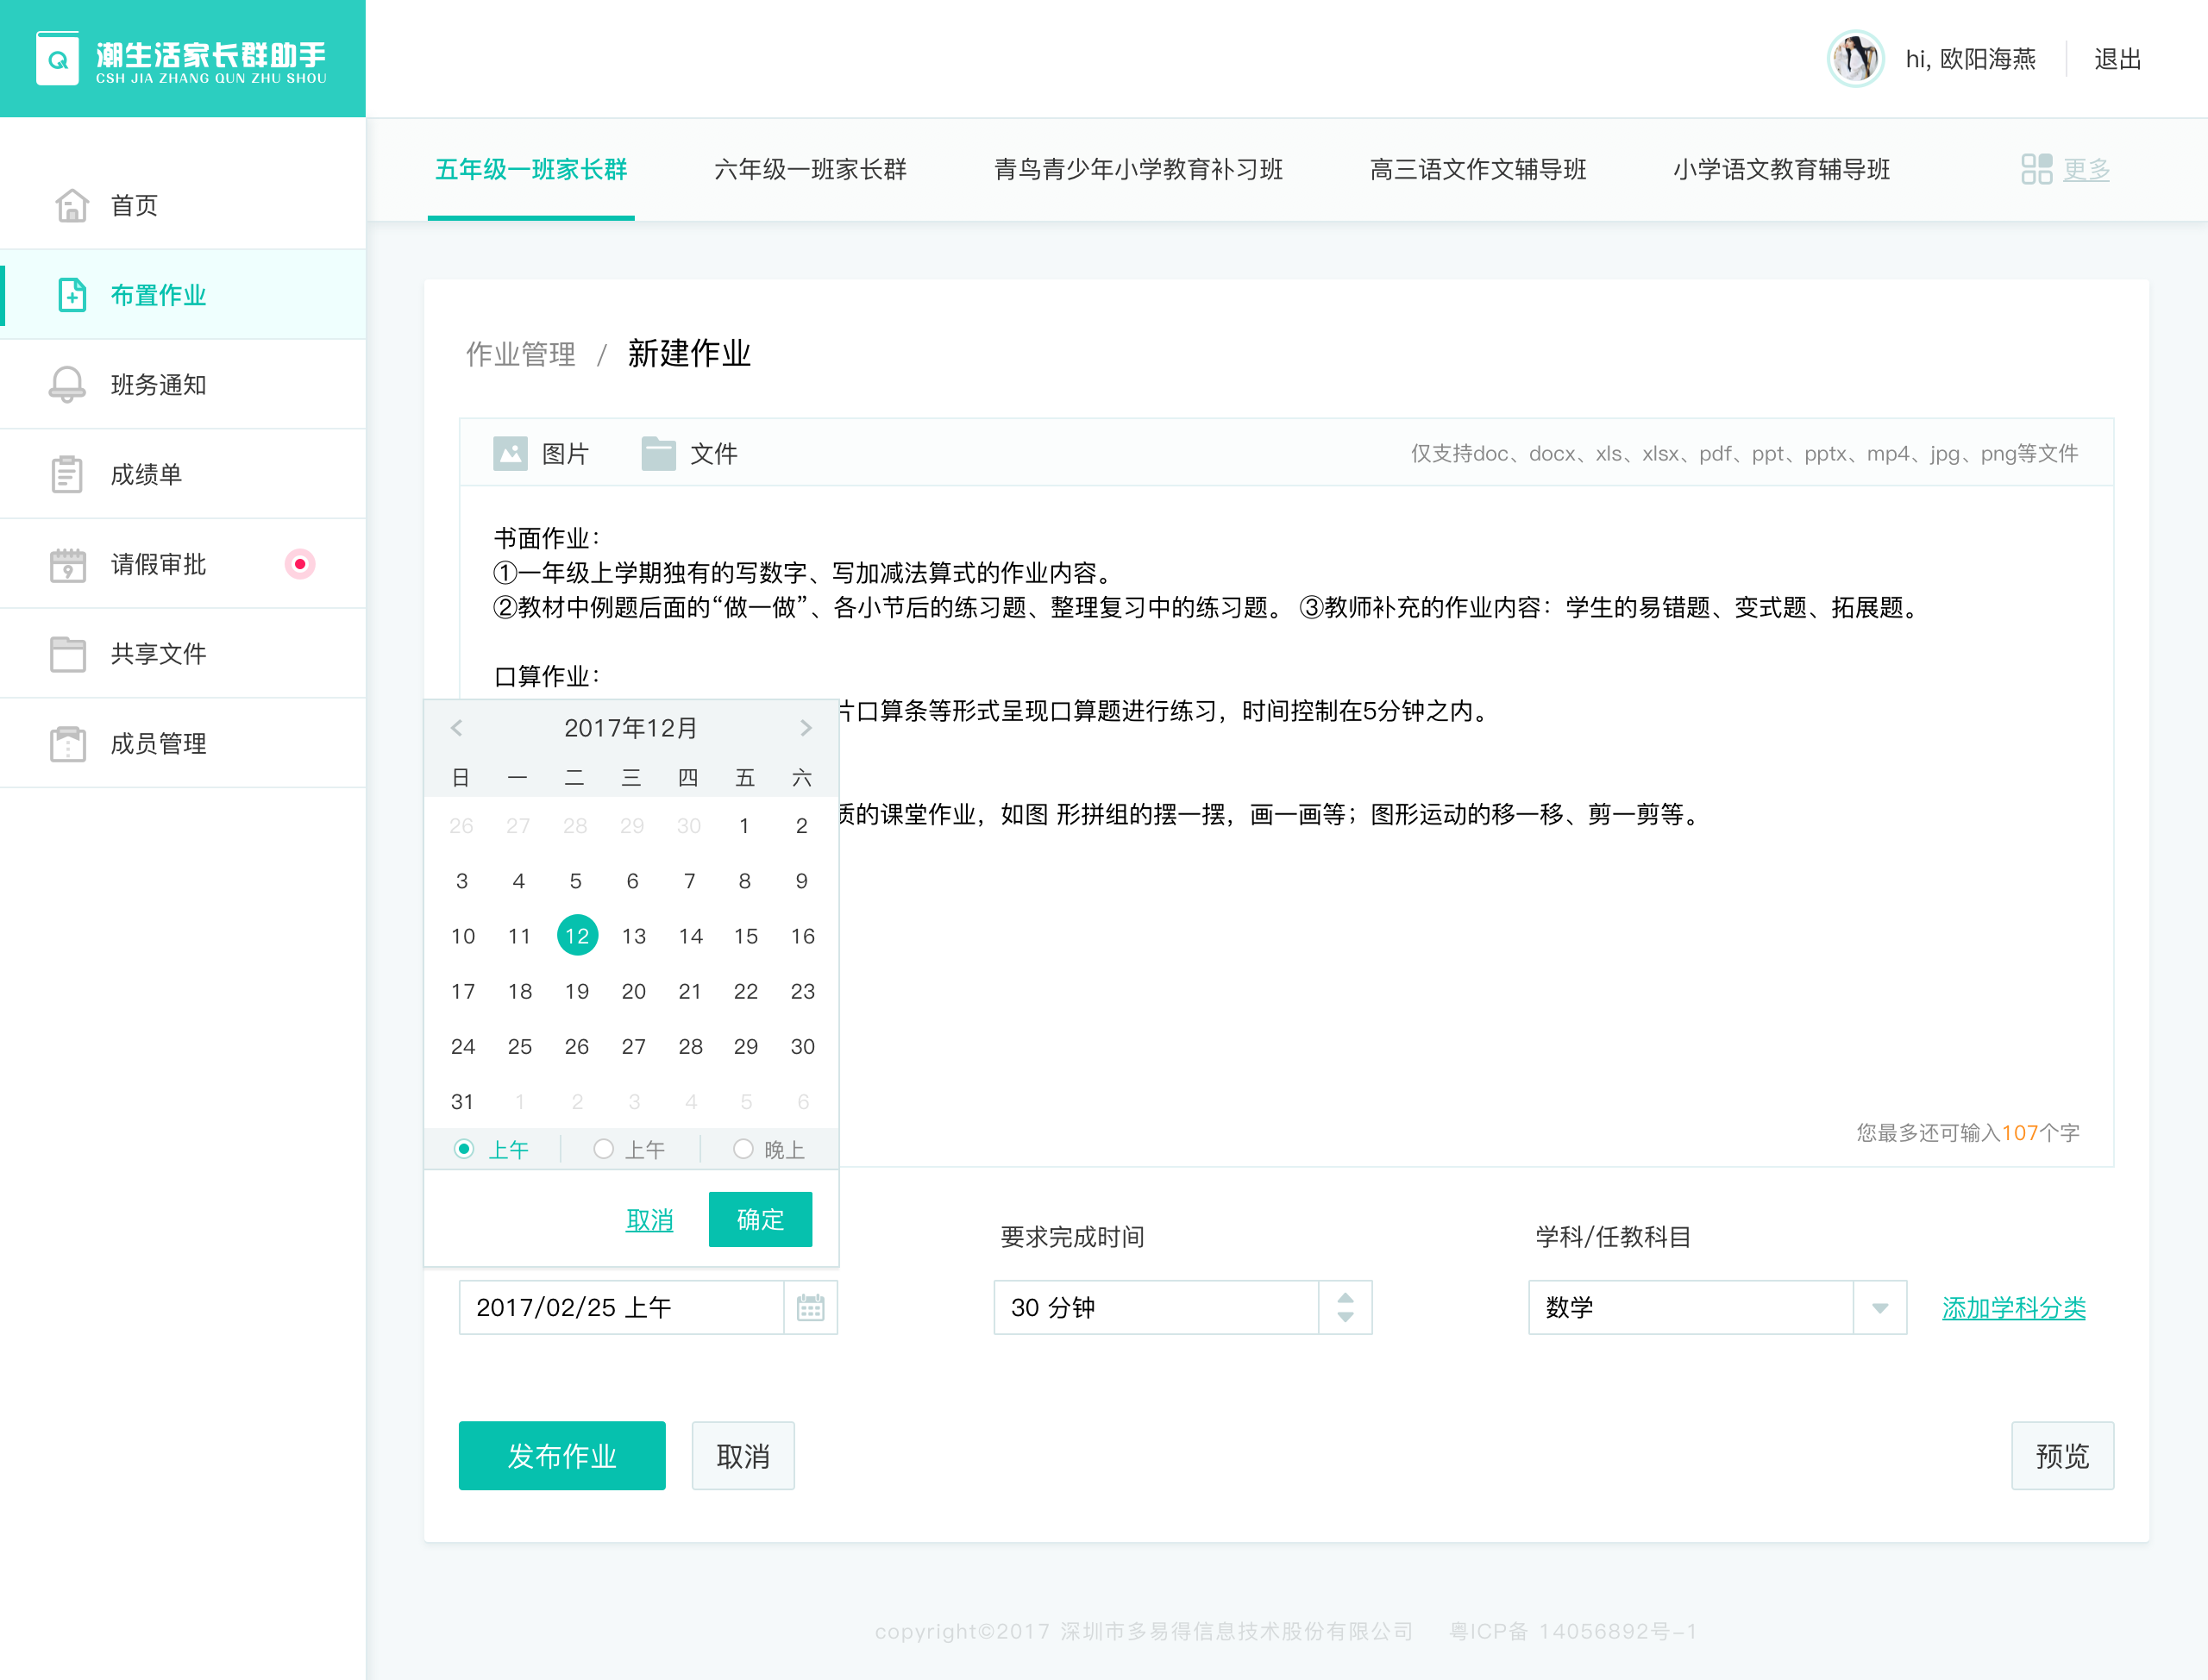 潮生活家长群助手
CSH JIA ZHANG QUN ZHU SHOU
hi, 欧阳海燕
退出
首页
布置作业
班务通知
成绩单
请假审批
共享文件
成员管理
五年级一班家长群 六年级一班家长群 青鸟青少年小学教育补习班 高三语文作文辅导班 小学语文教育辅导班 更多
作业管理 / 新建作业
图片 文件 仅支持doc、docx、xls、xlsx、pdf、ppt、pptx、mp4、jpg、png等文件
书面作业：
①一年级上学期独有的写数字、写加减法算式的作业内容。
②教材中例题后面的“做一做”、各小节后的练习题、整理复习中的练习题。 ③教师补充的作业内容：学生的易错题、变式题、拓展题。
口算作业：
片口算条等形式呈现口算题进行练习，时间控制在5分钟之内。
质的课堂作业，如图 形拼组的摆一摆，画一画等；图形运动的移一移、剪一剪等。
您最多还可输入107个字
2017年12月
日 一 二 三 四 五 六
26 27 28 29 30 1 2
3 4 5 6 7 8 9
10 11 12 13 14 15 16
17 18 19 20 21 22 23
24 25 26 27 28 29 30
31 1 2 3 4 5 6
上午 上午 晚上
取消 确定
要求完成时间 学科/任教科目
2017/02/25 上午 30 分钟 数学 添加学科分类
发布作业 取消 预览
copyright©2017 深圳市多易得信息技术股份有限公司 粤ICP备 14056892号-1